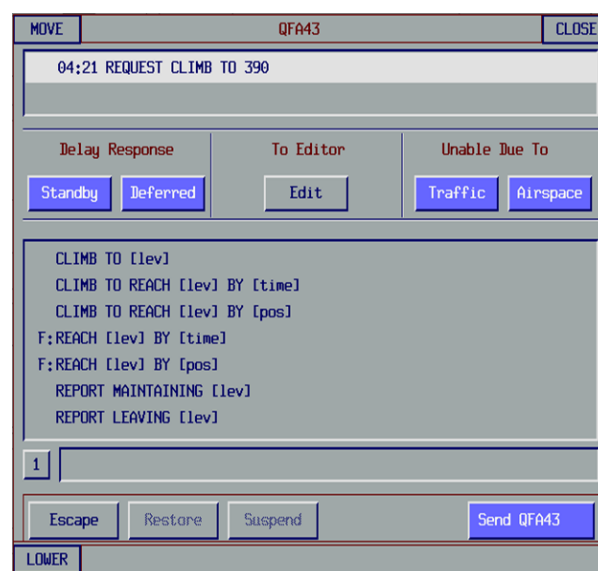 MOVE QFA43 CLOSE
04:21 REQUEST CLIMB TO 390
Delay Response To Editor Unable Due To
Standby Deferred Edit Traffic Airspace
CLIMB TO [lev]
CLIMB TO REACH [lev] BY [time]
CLIMB TO REACH [lev] BY [pos]
F:REACH [lev] BY [time]
F:REACH [lev] BY [pos]
REPORT MAINTAINING [lev]
REPORT LEAVING [lev]
1
Escape Restore Suspend Send QFA43
LOWER